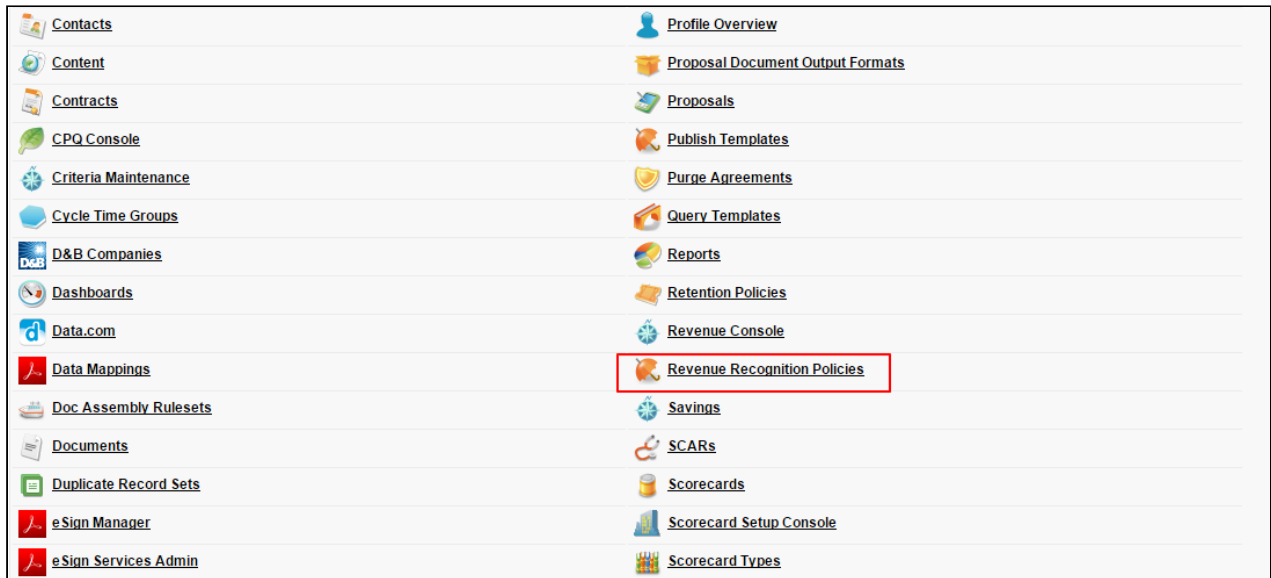 Contacts
Content
Contracts
CPQ Console
Criteria Maintenance
Cycle Time Groups
D&B
D&B Companies
Dashboards
Data.com
Data Mappings
Doc Assembly Rulesets
Documents
Duplicate Record Sets
eSign Manager
eSign Services Admin
Profile Overview
Proposal Document Output Formats
Proposals
Publish Templates
Purge Agreements
Query Templates
Reports
Retention Policies
Revenue Console
Revenue Recognition Policies
Savings
SCARs
Scorecards
Scorecard Setup Console
Scorecard Types